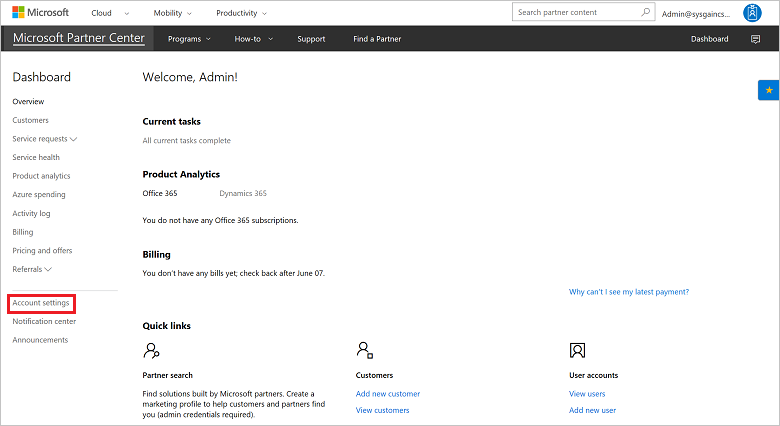 Microsoft Cloud Mobility Productivity Search partner content Admin@sysgaincs...
Microsoft Partner Center Programs How-to Support Find a Partner Dashboard
Dashboard
Overview
Customers
Service requests
Service health
Product analytics
Azure spending
Activity log
Billing
Pricing and offers
Referrals
Account settings
Notification center
Announcements
Welcome, Admin!
Current tasks
All current tasks complete
Product Analytics
Office 365 Dynamics 365
You do not have any Office 365 subscriptions.
Billing
You don't have any bills yet; check back after June 07.
Why can't I see my latest payment?
Quick links
Partner search
Find solutions built by Microsoft partners. Create a
marketing profile to help customers and partners find
you (admin credentials required).
Customers
Add new customer
View customers
User accounts
View users
Add new user